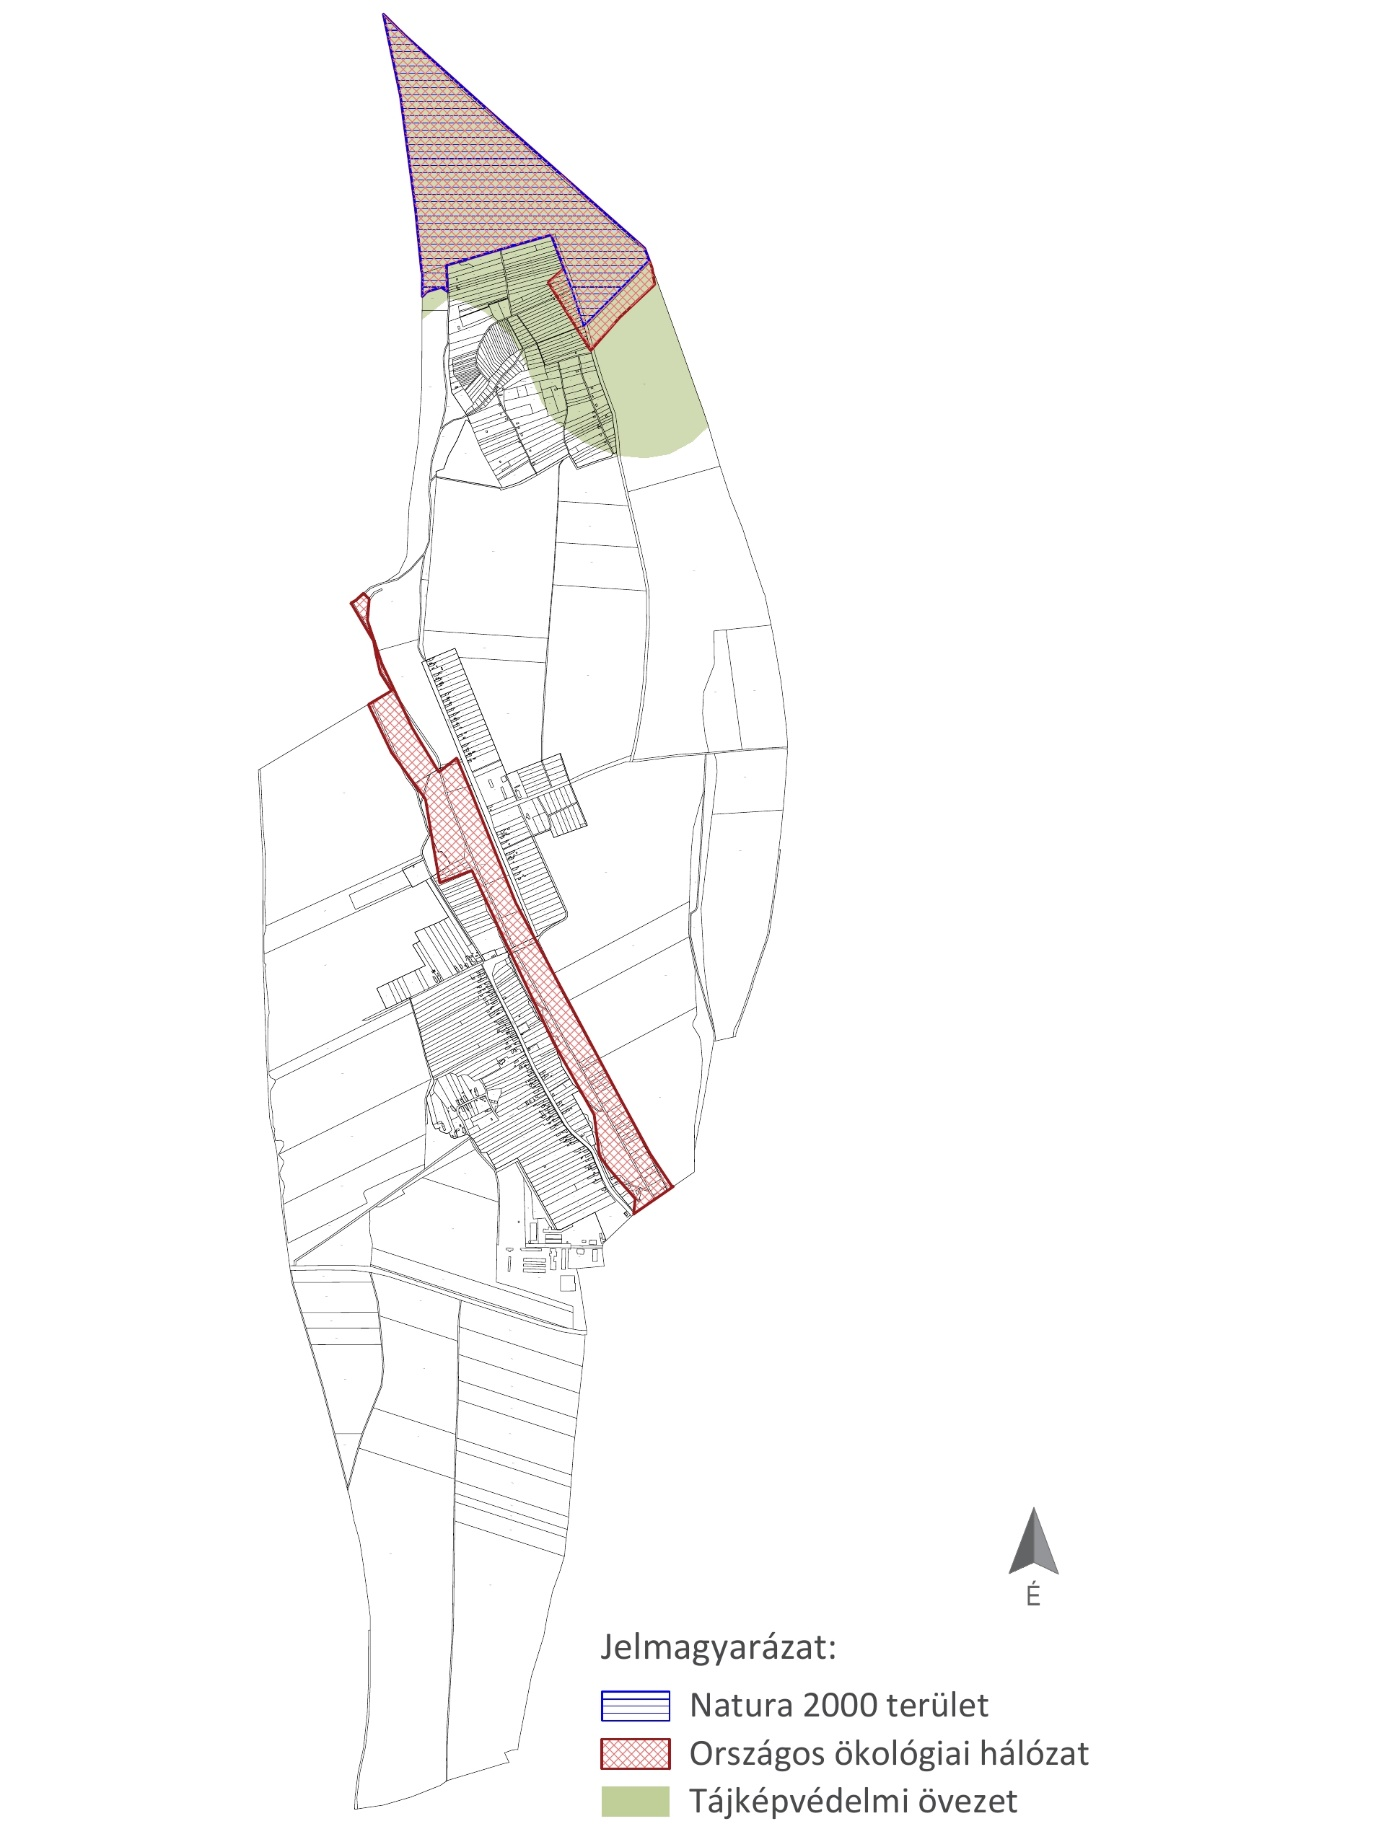 É
Jelmagyarázat:
Natura 2000 terület
Országos ökológiai hálózat
Tájképvédelmi övezet